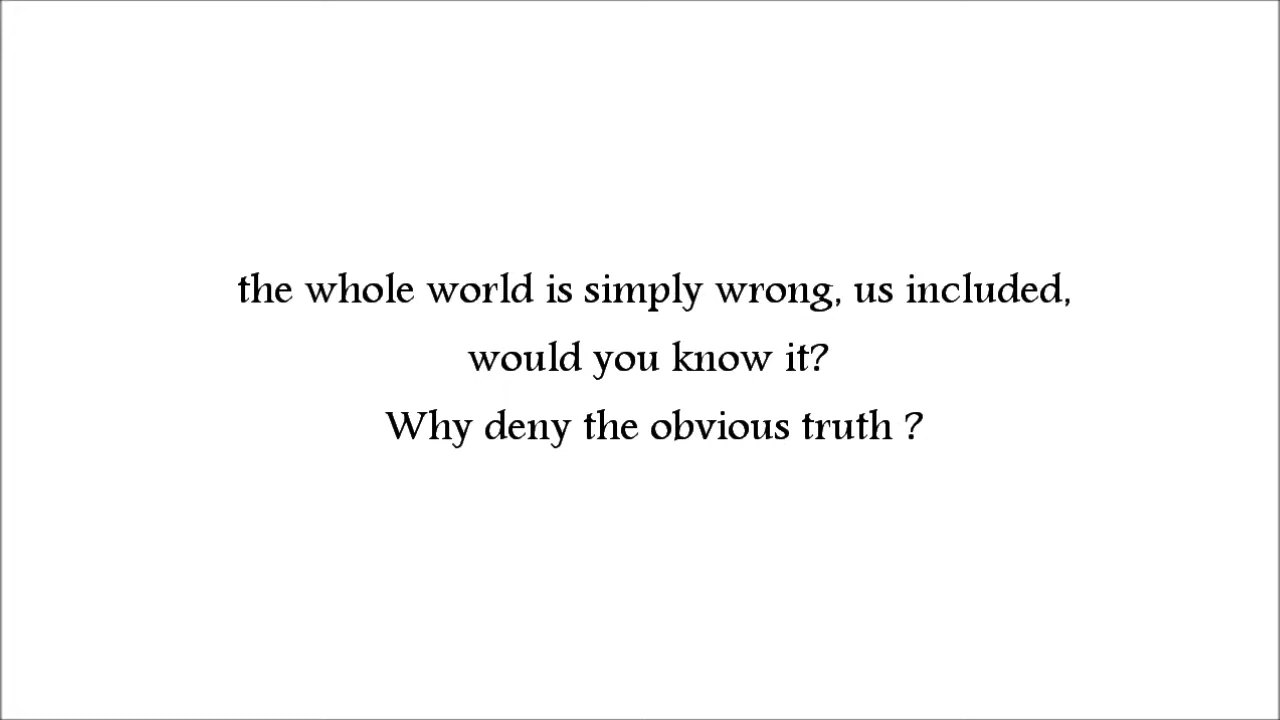 the whole world is simply wrong, us included,
would you know it?
Why deny the obvious truth ?